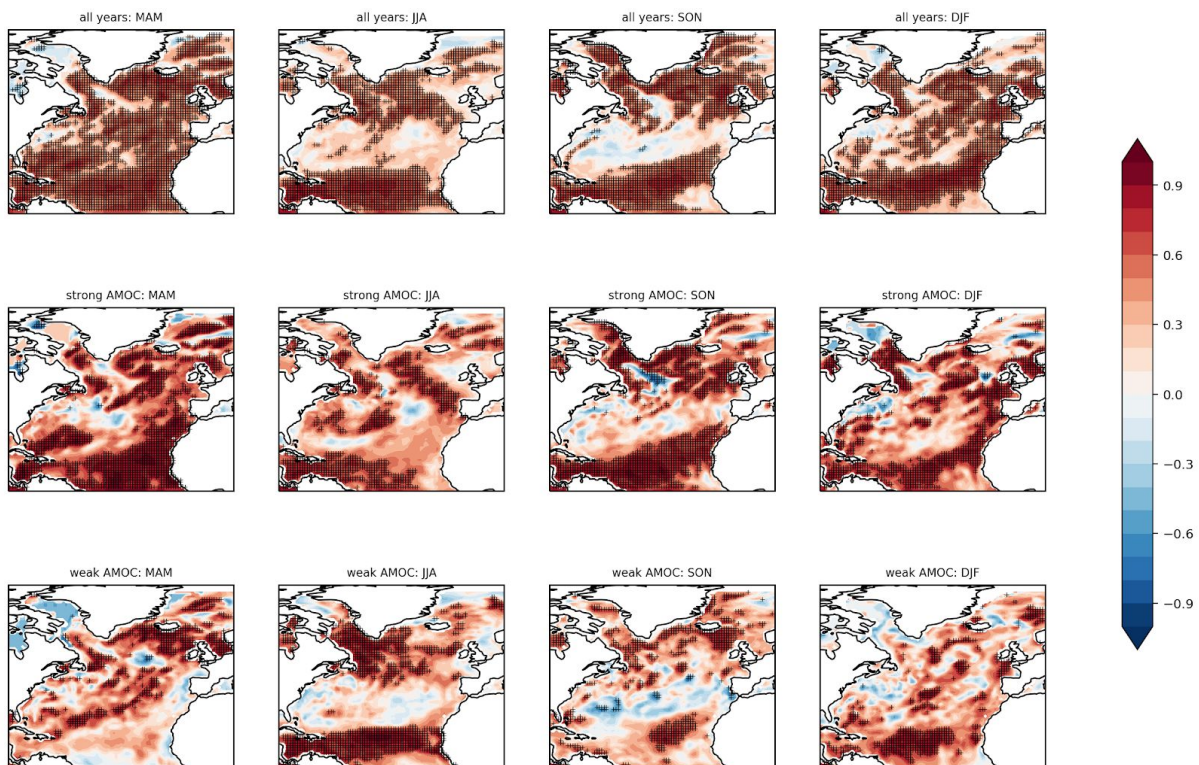 all years: MAM
all years: JJA
all years: SON
all years: DJF
strong AMOC: MAM
strong AMOC: JJA
strong AMOC: SON
strong AMOC: DJF
weak AMOC: MAM
weak AMOC: JJA
weak AMOC: SON
weak AMOC: DJF
0.9
0.6
0.3
0.0
−0.3
−0.6
−0.9